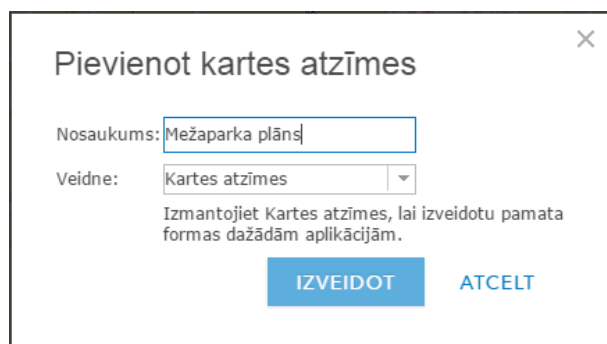 Pievienot kartes atzīmes
Nosaukums: Mežaparka plāns
Veidne: Kartes atzīmes
Izmantojiet Kartes atzīmes, lai izveidotu pamata
formas dažādām aplikācijām.
IZVEIDOT ATCELT